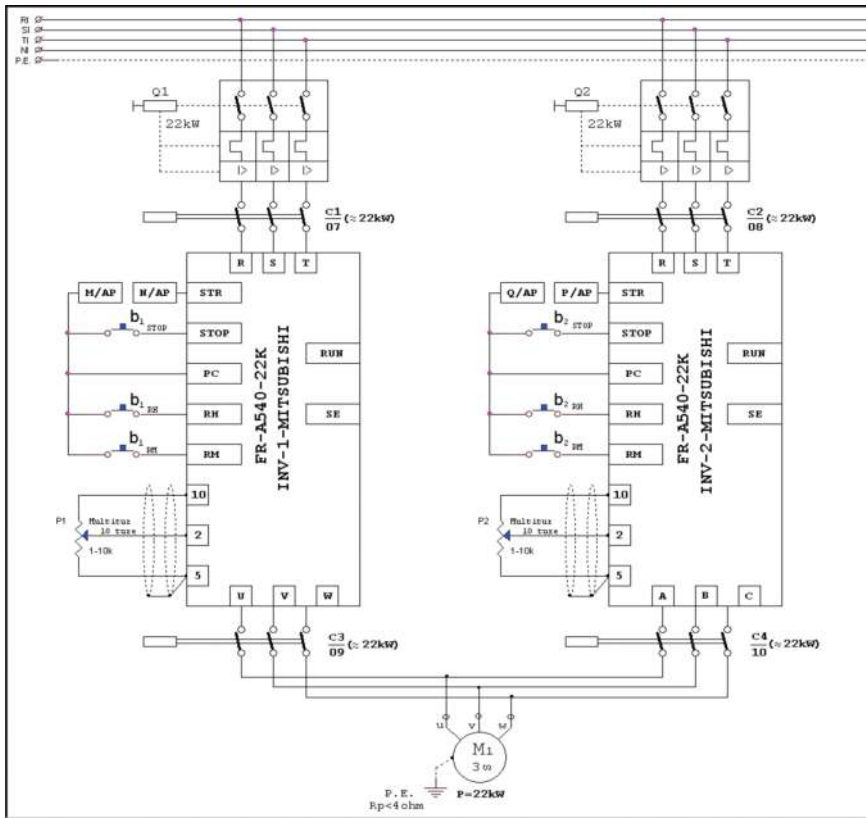 RI
SI
TI
NI
P.E.
Q1
22kW
Q2
22kW
C1
07
(≈22kW)
C2
08
(≈22kW)
R
S
T
R
S
T
M/AP
N/AP
STR
b1 STOP
STOP
PC
b1 RH
RH
b1 RM
RM
RUN
SE
FR-A540-22K
INV-1-MITSUBISHI
Q/AP
P/AP
STR
b2 STOP
STOP
PC
b2 RH
RH
b2 RM
RM
RUN
SE
FR-A540-22K
INV-2-MITSUBISHI
10
P1
Multitur
10 ture
2
1-10k
5
10
P2
Multitur
10 ture
2
1-10k
5
U
V
W
A
B
C
C3
09
(≈22kW)
C4
10
(≈22kW)
u
v
w
M1
3∞
P.E.
Rp<4ohm
P=22kW